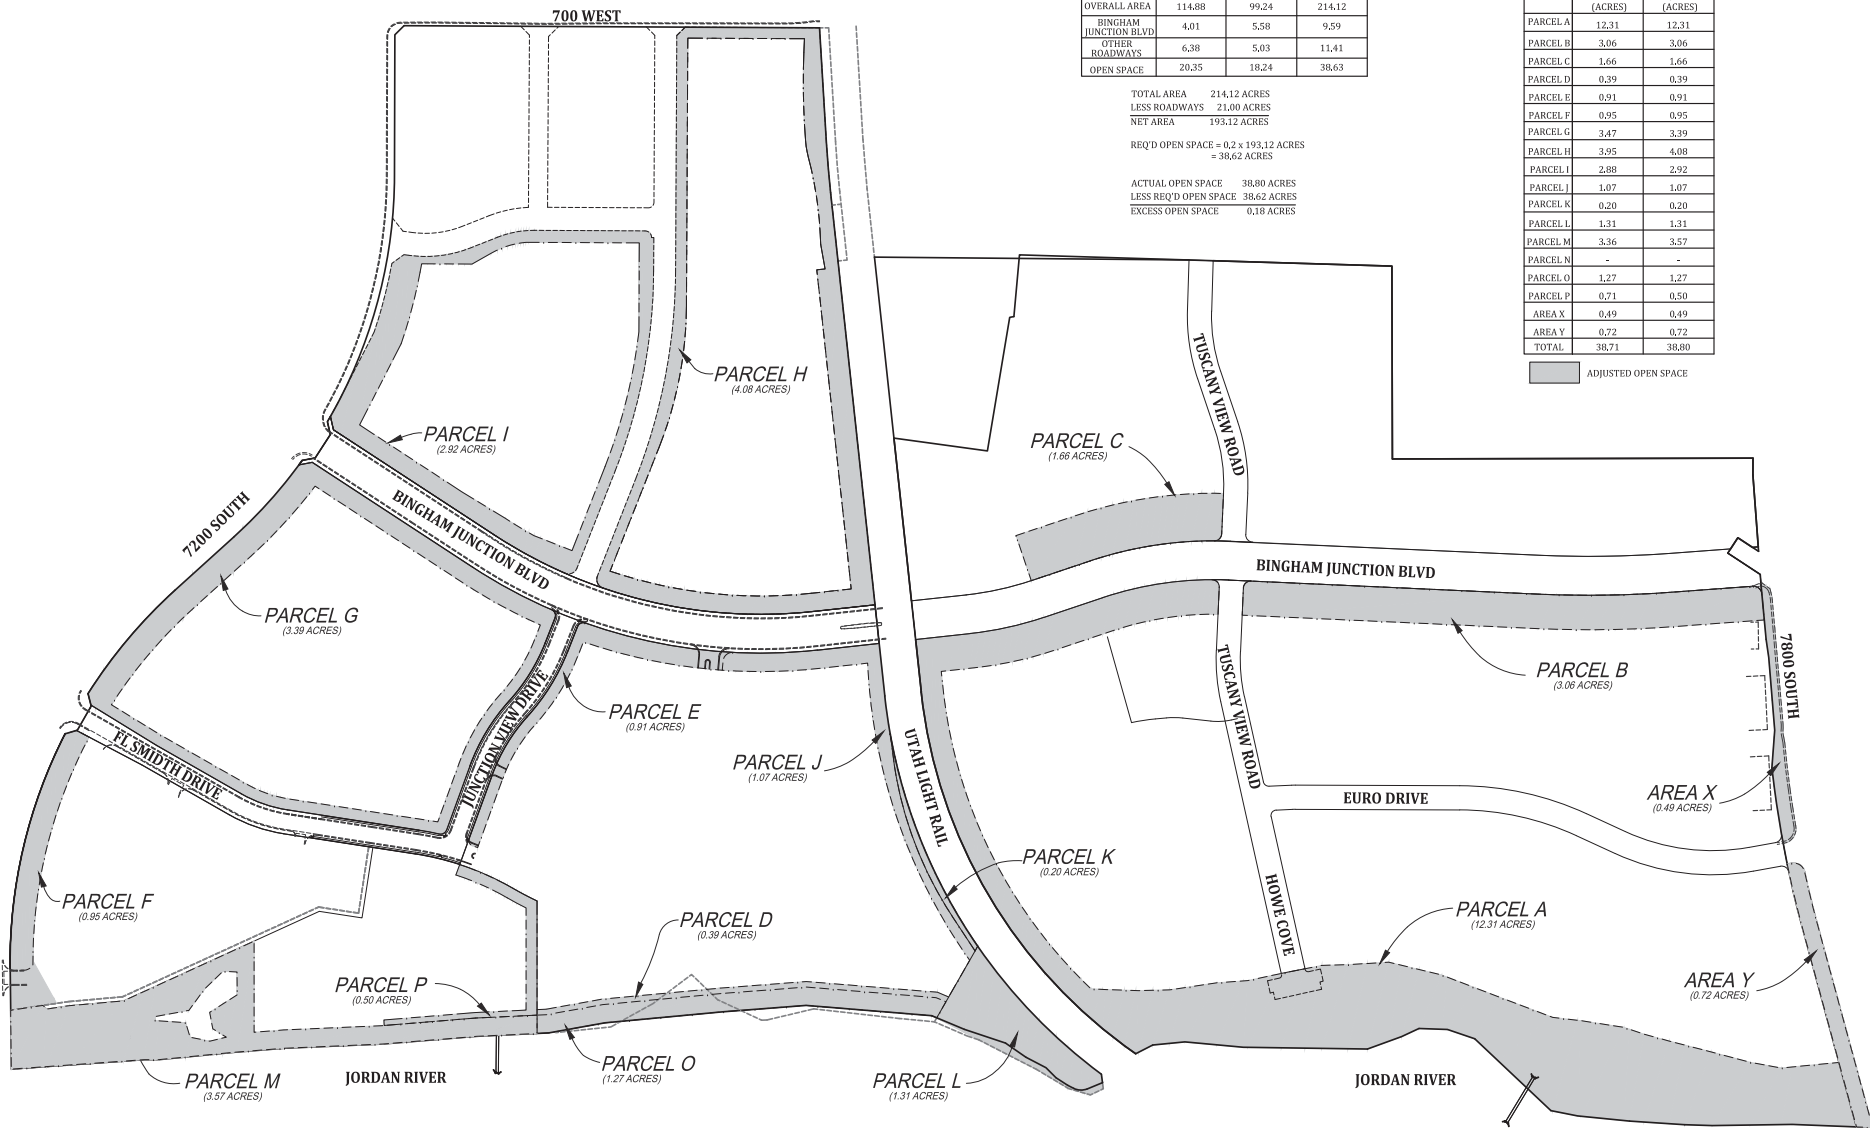 700 WEST
OVERALL AREA 114.88 99.24 214.12
BINGHAM
JUNCTION BLVD 4.01 5.58 9.59
OTHER
ROADWAYS 6.38 5.03 11.41
OPEN SPACE 20.35 18.24 38.63
TOTAL AREA 214.12 ACRES
LESS ROADWAYS 21.00 ACRES
NET AREA 193.12 ACRES
REQ'D OPEN SPACE = 0.2 x 193.12 ACRES
= 38.62 ACRES
ACTUAL OPEN SPACE 38.80 ACRES
LESS REQ'D OPEN SPACE 38.62 ACRES
EXCESS OPEN SPACE 0.18 ACRES
(ACRES) (ACRES)
PARCEL A 12.31 12.31
PARCEL B 3.06 3.06
PARCEL C 1.66 1.66
PARCEL D 0.39 0.39
PARCEL E 0.91 0.91
PARCEL F 0.95 0.95
PARCEL G 3.47 3.39
PARCEL H 3.95 4.08
PARCEL I 2.88 2.92
PARCEL J 1.07 1.07
PARCEL K 0.20 0.20
PARCEL L 1.31 1.31
PARCEL M 3.36 3.57
PARCEL N - -
PARCEL O 1.27 1.27
PARCEL P 0.71 0.50
AREA X 0.49 0.49
AREA Y 0.72 0.72
TOTAL 38.71 38.80
ADJUSTED OPEN SPACE
PARCEL H
(4.08 ACRES)
TUSCANY VIEW ROAD
PARCEL I
(2.92 ACRES)
PARCEL C
(1.66 ACRES)
7200 SOUTH
BINGHAM JUNCTION BLVD
BINGHAM JUNCTION BLVD
PARCEL G
(3.39 ACRES)
PARCEL B
(3.06 ACRES)
7800 SOUTH
TUSCANY VIEW ROAD
PARCEL E
(0.91 ACRES)
JUNCTION VIEW DRIVE
FL SMIDTH DRIVE
PARCEL J
(1.07 ACRES)
UTAH LIGHT RAIL
EURO DRIVE
AREA X
(0.49 ACRES)
PARCEL K
(0.20 ACRES)
PARCEL F
(0.95 ACRES)
HOWE COVE
PARCEL A
(12.31 ACRES)
PARCEL D
(0.39 ACRES)
PARCEL P
(0.50 ACRES)
AREA Y
(0.72 ACRES)
PARCEL M
(3.57 ACRES)
JORDAN RIVER
PARCEL O
(1.27 ACRES)
PARCEL L
(1.31 ACRES)
JORDAN RIVER